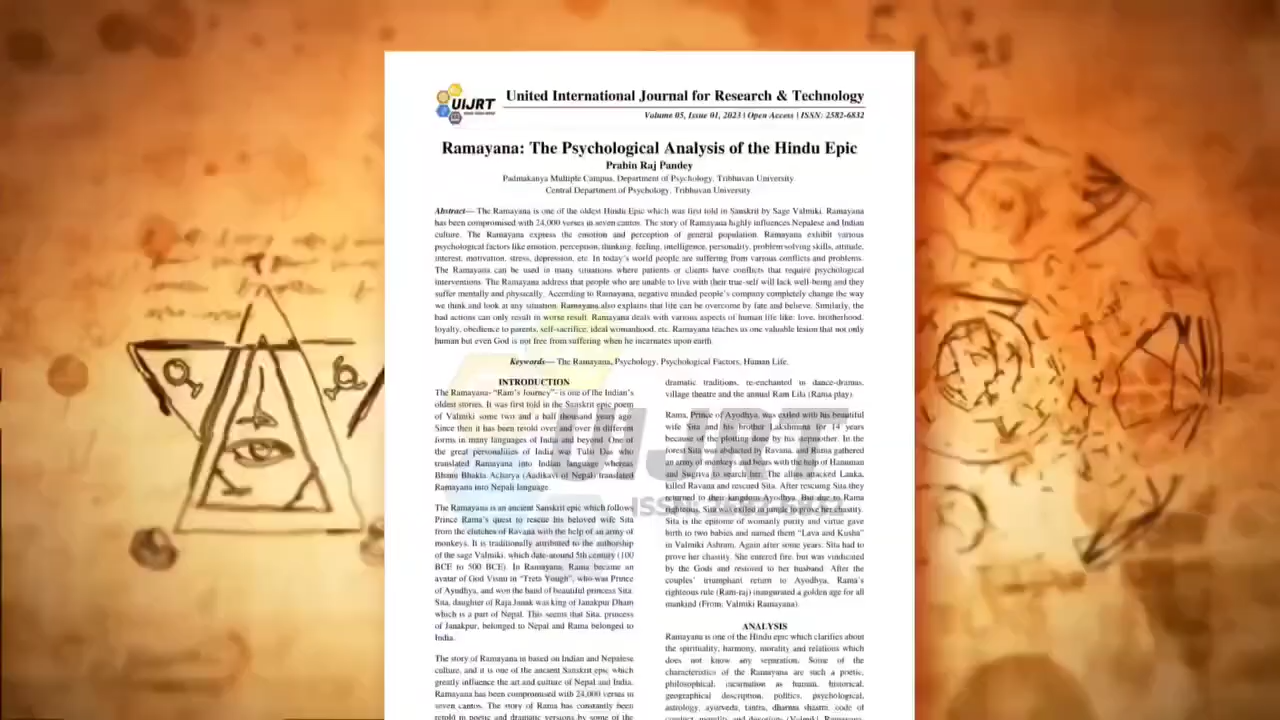 UIJRT
United International Journal for Research & Technology
Volume 05, Issue 01, 2023 | Open Access | ISSN: 2582-6832
Ramayana: The Psychological Analysis of the Hindu Epic
Prabin Raj Pandey
Padmakanya Multiple Campus, Department of Psychology, Tribhuvan University
Central Department of Psychology, Tribhuvan University
Abstract— The Ramayana is one of the oldest Hindu Epic which was first told in Sanskrit by Sage Valmiki. Ramayana
has been compromised with 24,000 verses in seven cantos. The story of Ramayana highly influences Nepalese and Indian
culture. The Ramayana express the emotion and perception of general population. Ramayana exhibit various
psychological factors like emotion, perception, thinking, feeling, intelligence, personality, problem solving skills, attitude,
interest, motivation, stress, depression, etc. In today's world people are suffering from various conflicts and problems.
The Ramayana can be used in many situations where patients or clients have conflicts that require psychological
interventions. The Ramayana address that people who are unable to live with their true-self will lack well-being and they
suffer mentally and physically. According to Ramayana, negative minded people's company completely change the way
we think and look at any situation. Ramayana also explains that life can be overcome by fate and believe. Similarly, the
bad actions can only result in worse result. Ramayana deals with various aspects of human life like: love, brotherhood,
loyalty, obedience to parents, self-sacrifice, ideal womanhood, etc. Ramayana teaches us one valuable lesion that not only
human but even God is not free from suffering when he incarnates upon earth.
Keywords— The Ramayana, Psychology, Psychological Factors, Human Life.
INTRODUCTION
The Ramayana- "Ram's Journey"- is one of the Indian's
oldest stories. It was first told in the Sanskrit epic poem
of Valmiki some two and a half thousand years ago.
Since then it has been retold over and over in different
forms in many languages of India and beyond. One of
the great personalities of India was Tulsi Das who
translated Ramayana into Indian language whereas
Bhanu Bhakta Acharya (Aadikavi of Nepal) translated
Ramayana into Nepali language.
The Ramayana is an ancient Sanskrit epic which follows
Prince Rama's quest to rescue his beloved wife Sita
from the clutches of Ravana with the help of an army of
monkeys. It is traditionally attributed to the authorship
of the sage Valmiki, which date-around 5th century (100
BCE to 500 BCE). In Ramayana, Rama became an
avatar of God Visnu in "Treta Yough", who was Prince
of Ayodhya, and won the hand of beautiful princess Sita.
Sita, daughter of Raja Janak was king of Janakpur Dham
which is a part of Nepal. This seems that Sita, princess
of Janakpur, belonged to Nepal and Rama belonged to
India.
The story of Ramayana is based on Indian and Nepalese
culture, and it is one of the ancient Sanskrit epic which
greatly influence the art and culture of Nepal and India.
Ramayana has been compromised with 24,000 verses in
seven cantos. The story of Rama has constantly been
retold in poetic and dramatic versions by some of the
dramatic traditions, re-enchanted in dance-dramas,
village theatre and the annual Ram Lila (Rama play).
Rama, Prince of Ayodhya, was exiled with his beautiful
wife Sita and his brother Lakshmana for 14 years
because of the plotting done by his stepmother. In the
forest Sita was abducted by Ravana, and Rama gathered
an army of monkey and bears with the help of Hanuman
and Sugriva to search her. The allies attacked Lanka,
killed Ravana and rescued Sita. After rescuing Sita they
returned to their kingdom Ayodhya. But due to Rama
righteous, Sita was exiled in jungle to prove her chastity.
Sita is the epitome of womanly purity and virtue gave
birth to two babies and named them "Lava and Kusha"
in Valmiki Ashram. Again after some years, Sita had to
prove her chastity. She entered fire, but was vindicated
by the Gods and restored to her husband. After the
couples' triumphant return to Ayodhya, Rama's
righteous rule (Ram-raj) inaugurated a golden age for all
mankind (From: Valmiki Ramayana).
ANALYSIS
Ramayana is one of the Hindu epic which clarifies about
the spirituality, harmony, morality and relations which
does not know any separation. Some of the
characteristics of the Ramayana are such a poetic,
philosophical, incarnation as human, historical,
geographical description, politics, psychological,
astrology, ayurveda, tantra, dharma shastra, code of